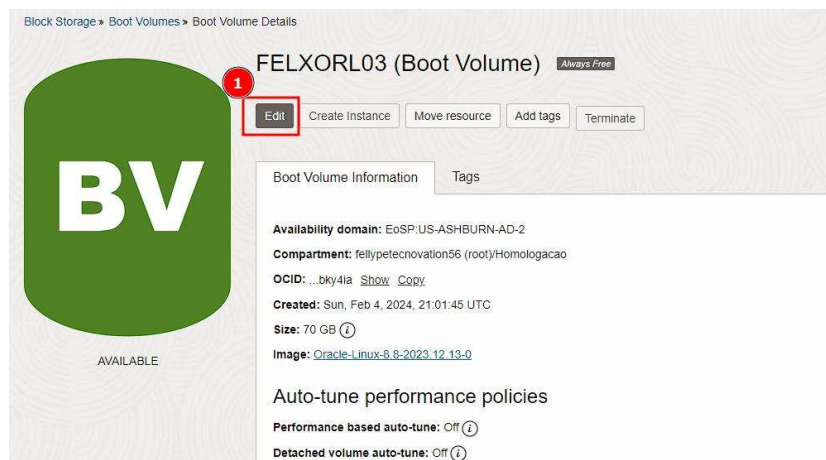 Block Storage » Boot Volumes » Boot Volume Details
FELXORL03 (Boot Volume) Always Free
1
Edit Create Instance Move resource Add tags Terminate
BV
AVAILABLE
Boot Volume Information Tags
Availability domain: EoSP:US-ASHBURN-AD-2
Compartment: fellypetecnovation56 (root)/Homologacao
OCID: ...bky4ia Show Copy
Created: Sun, Feb 4, 2024, 21:01:45 UTC
Size: 70 GB i
Image: Oracle-Linux-8.8-2023.12.13-0
Auto-tune performance policies
Performance based auto-tune: Off i
Detached volume auto-tune: Off i